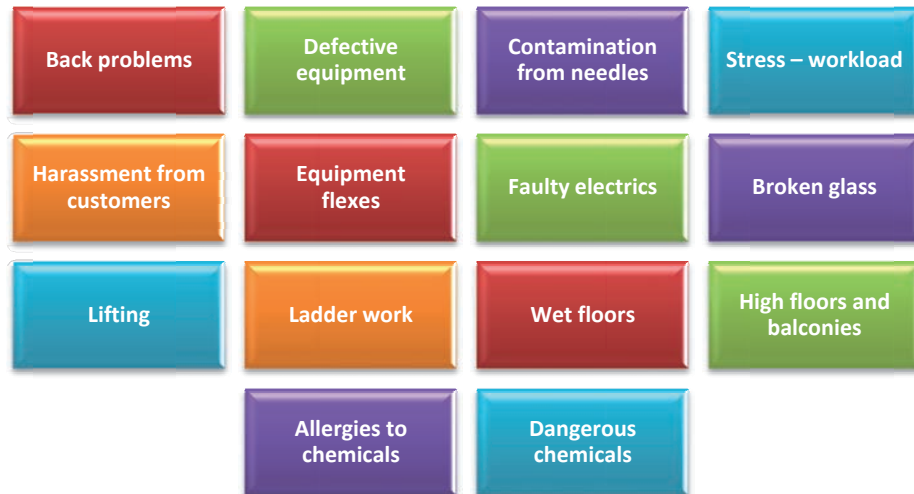 Back problems
Defective
equipment
Contamination
from needles
Stress – workload
Harassment from
customers
Equipment
flexes
Faulty electrics
Broken glass
Lifting
Ladder work
Wet floors
High floors and
balconies
Allergies to
chemicals
Dangerous
chemicals